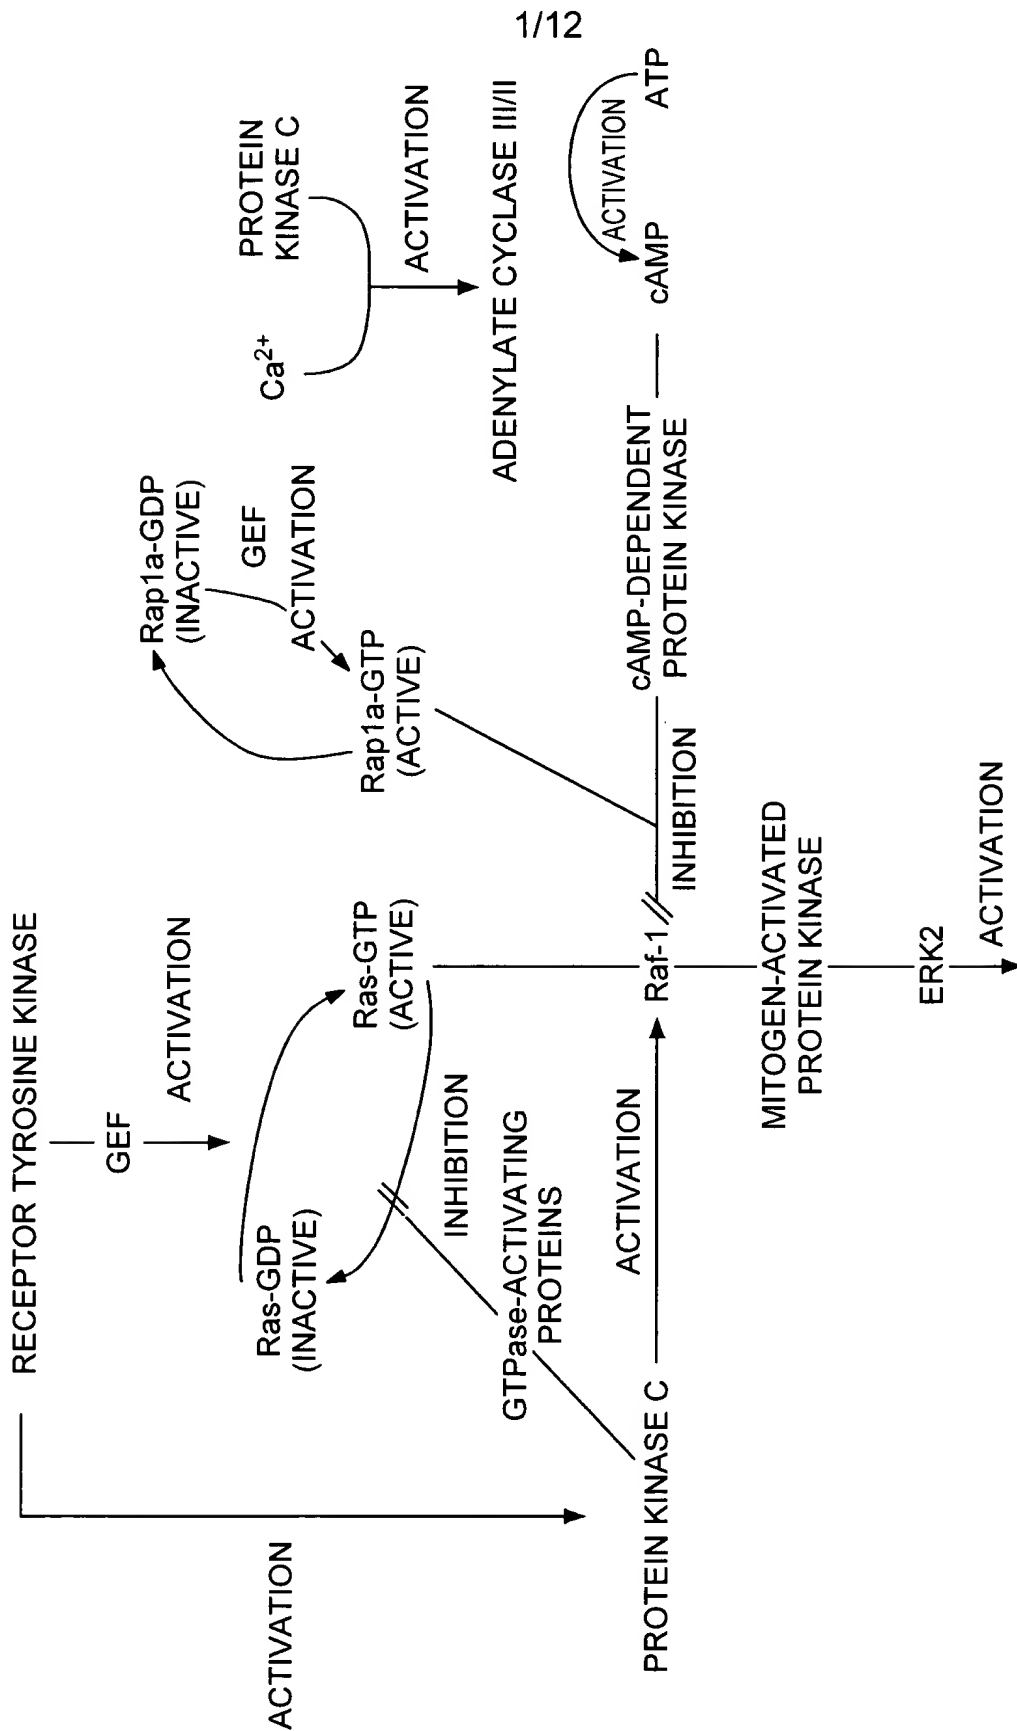 1/12
RECEPTOR TYROSINE KINASE
ACTIVATION
GEF
ACTIVATION
Ras-GDP
(INACTIVE)
Ras-GTP
(ACTIVE)
INHIBITION
GTPase-ACTIVATING
PROTEINS
PROTEIN KINASE C
ACTIVATION
Raf-1
INHIBITION
Rap1a-GDP
(INACTIVE)
GEF
ACTIVATION
Rap1a-GTP
(ACTIVE)
Ca²⁺
PROTEIN
KINASE C
ACTIVATION
ADENYLATE CYCLASE III/II
ACTIVATION
cAMP
ATP
cAMP-DEPENDENT
PROTEIN KINASE
MITOGEN-ACTIVATED
PROTEIN KINASE
ERK2
ACTIVATION